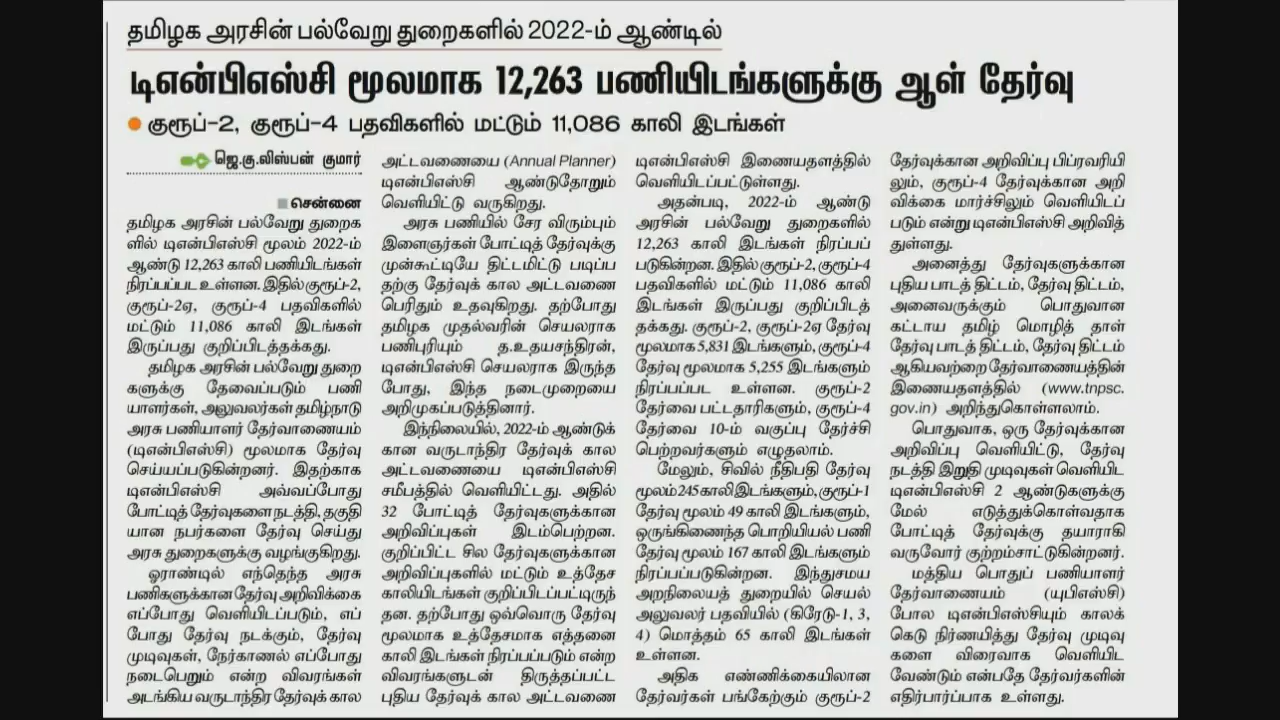 தமிழக அரசின் பல்வேறு துறைகளில் 2022-ம் ஆண்டில்
டிஎன்பிஎஸ்சி மூலமாக 12,263 பணியிடங்களுக்கு ஆள் தேர்வு
குரூப்-2, குரூப்-4 பதவிகளில் மட்டும் 11,086 காலி இடங்கள்
ஜெ.கு.லிஸ்பன் குமார்
சென்னை
தமிழக அரசின் பல்வேறு துறைக
ளில் டிஎன்பிஎஸ்சி மூலம் 2022-ம்
ஆண்டு 12,263 காலி பணியிடங்கள்
நிரப்பப்பட உள்ளன. இதில் குரூப்-2,
குரூப்-2ஏ, குரூப்-4 பதவிகளில்
மட்டும் 11,086 காலி இடங்கள்
இருப்பது குறிப்பிடத்தக்கது.
தமிழக அரசின் பல்வேறு துறை
களுக்கு தேவைப்படும் பணி
யாளர்கள், அலுவலர்கள் தமிழ்நாடு
அரசு பணியாளர் தேர்வாணையம்
(டிஎன்பிஎஸ்சி) மூலமாக தேர்வு
செய்யப்படுகின்றனர். இதற்காக
டிஎன்பிஎஸ்சி அவ்வப்போது
போட்டித் தேர்வுகளை நடத்தி, தகுதி
யான நபர்களை தேர்வு செய்து
அரசு துறைகளுக்கு வழங்குகிறது.
ஓராண்டில் எந்தெந்த அரசு
பணிகளுக்கான தேர்வு அறிவிக்கை
எப்போது வெளியிடப்படும், எப்
போது தேர்வு நடக்கும், தேர்வு
முடிவுகள், நேர்காணல் எப்போது
நடைபெறும் என்ற விவரங்கள்
அடங்கிய வருடாந்திர தேர்வுக் கால
அட்டவணையை (Annual Planner)
டிஎன்பிஎஸ்சி ஆண்டுதோறும்
வெளியிட்டு வருகிறது.
அரசு பணியில் சேர விரும்பும்
இளைஞர்கள் போட்டித் தேர்வுக்கு
முன்கூட்டியே திட்டமிட்டு படிப்ப
தற்கு தேர்வுக் கால அட்டவணை
பெரிதும் உதவுகிறது. தற்போது
தமிழக முதல்வரின் செயலராக
பணிபுரியும் த.உதயசந்திரன்,
டிஎன்பிஎஸ்சி செயலராக இருந்த
போது, இந்த நடைமுறையை
அறிமுகப்படுத்தினார்.
இந்நிலையில், 2022-ம் ஆண்டுக்
கான வருடாந்திர தேர்வுக் கால
அட்டவணையை டிஎன்பிஎஸ்சி
சமீபத்தில் வெளியிட்டது. அதில்
32 போட்டித் தேர்வுகளுக்கான
அறிவிப்புகள் இடம்பெற்றன.
குறிப்பிட்ட சில தேர்வுகளுக்கான
அறிவிப்புகளில் மட்டும் உத்தேச
காலியிடங்கள் குறிப்பிடப்பட்டிருந்
தன. தற்போது ஒவ்வொரு தேர்வு
மூலமாக உத்தேசமாக எத்தனை
காலி இடங்கள் நிரப்பப்படும் என்ற
விவரங்களுடன் திருத்தப்பட்ட
புதிய தேர்வுக் கால அட்டவணை
டிஎன்பிஎஸ்சி இணையதளத்தில்
வெளியிடப்பட்டுள்ளது.
அதன்படி, 2022-ம் ஆண்டு
அரசின் பல்வேறு துறைகளில்
12,263 காலி இடங்கள் நிரப்பப்
படுகின்றன. இதில் குரூப்-2, குரூப்-4
பதவிகளில் மட்டும் 11,086 காலி
இடங்கள் இருப்பது குறிப்பிடத்
தக்கது. குரூப்-2, குரூப்-2ஏ தேர்வு
மூலமாக 5,831 இடங்களும், குரூப்-4
தேர்வு மூலமாக 5,255 இடங்களும்
நிரப்பப்பட உள்ளன. குரூப்-2
தேர்வை பட்டதாரிகளும், குரூப்-4
தேர்வை 10-ம் வகுப்பு தேர்ச்சி
பெற்றவர்களும் எழுதலாம்.
மேலும், சிவில் நீதிபதி தேர்வு
மூலம் 245 காலி இடங்களும், குரூப்-1
தேர்வு மூலம் 49 காலி இடங்களும்,
ஒருங்கிணைந்த பொறியியல் பணி
தேர்வு மூலம் 167 காலி இடங்களும்
நிரப்பப்படுகின்றன. இந்துசமய
அறநிலையத் துறையில் செயல்
அலுவலர் பதவியில் (கிரேடு-1, 3,
4) மொத்தம் 65 காலி இடங்கள்
உள்ளன.
அதிக எண்ணிக்கையிலான
தேர்வர்கள் பங்கேற்கும் குரூப்-2
தேர்வுக்கான அறிவிப்பு பிப்ரவரியி
லும், குரூப்-4 தேர்வுக்கான அறி
விக்கை மார்ச்சிலும் வெளியிடப்
படும் என்று டிஎன்பிஎஸ்சி அறிவித்
துள்ளது.
அனைத்து தேர்வுகளுக்கான
புதிய பாடத் திட்டம், தேர்வு திட்டம்,
அனைவருக்கும் பொதுவான
கட்டாய தமிழ் மொழித் தாள்
தேர்வு பாடத் திட்டம், தேர்வு திட்டம்
ஆகியவற்றை தேர்வாணையத்தின்
இணையதளத்தில் (www.tnpsc.
gov.in) அறிந்துகொள்ளலாம்.
பொதுவாக, ஒரு தேர்வுக்கான
அறிவிப்பு வெளியிட்டு, தேர்வு
நடத்தி இறுதி முடிவுகள் வெளியிட
டிஎன்பிஎஸ்சி 2 ஆண்டுகளுக்கு
மேல் எடுத்துக்கொள்வதாக
போட்டித் தேர்வுக்கு தயாராகி
வருவோர் குற்றம்சாட்டுகின்றனர்.
மத்திய பொதுப் பணியாளர்
தேர்வாணையம் (யுபிஎஸ்சி)
போல டிஎன்பிஎஸ்சியும் காலக்
கெடு நிர்ணயித்து தேர்வு முடிவு
களை விரைவாக வெளியிட
வேண்டும் என்பதே தேர்வர்களின்
எதிர்பார்ப்பாக உள்ளது.